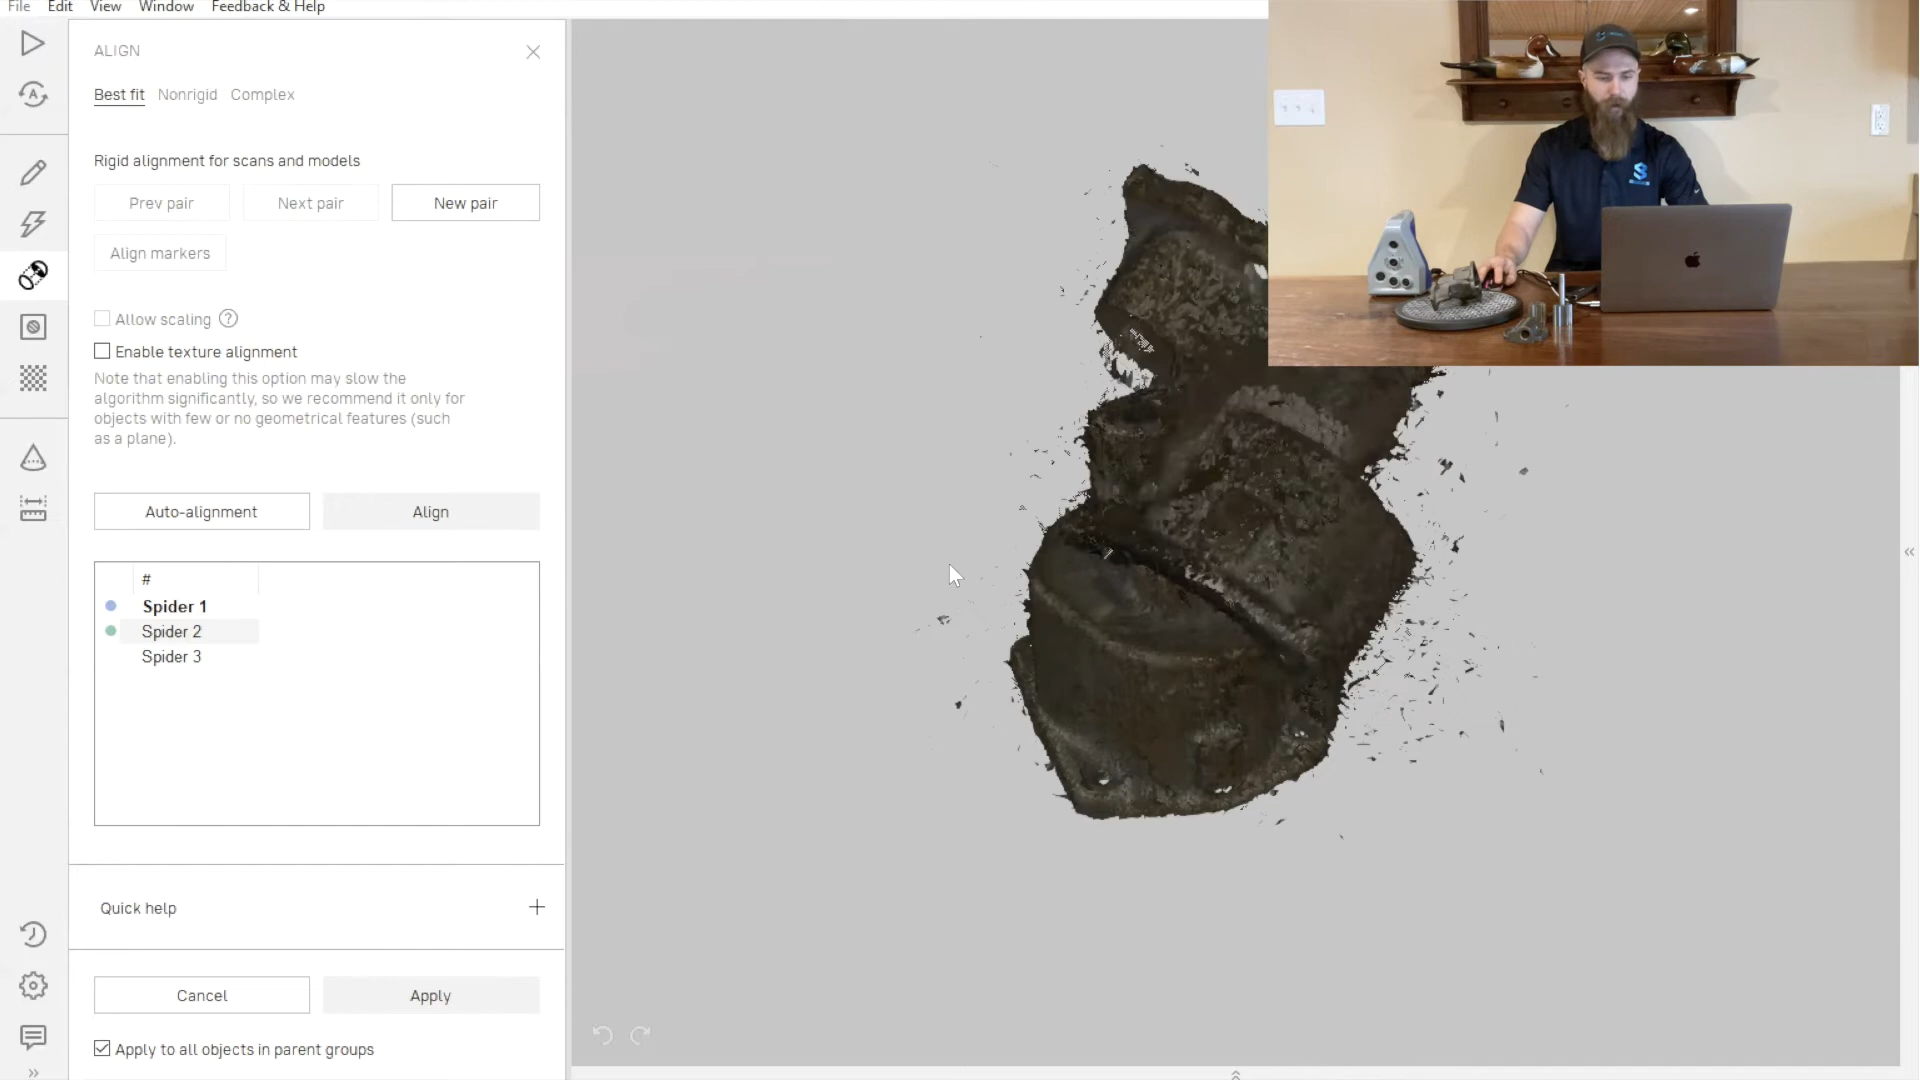 File Edit View Window Feedback & Help
ALIGN
Best fit Nonrigid Complex
Rigid alignment for scans and models
Prev pair Next pair New pair
Align markers
Allow scaling ?
Enable texture alignment
Note that enabling this option may slow the
algorithm significantly, so we recommend it only for
objects with few or no geometrical features (such
as a plane).
Auto-alignment Align
#
Spider 1
Spider 2
Spider 3
Quick help
Cancel Apply
Apply to all objects in parent groups